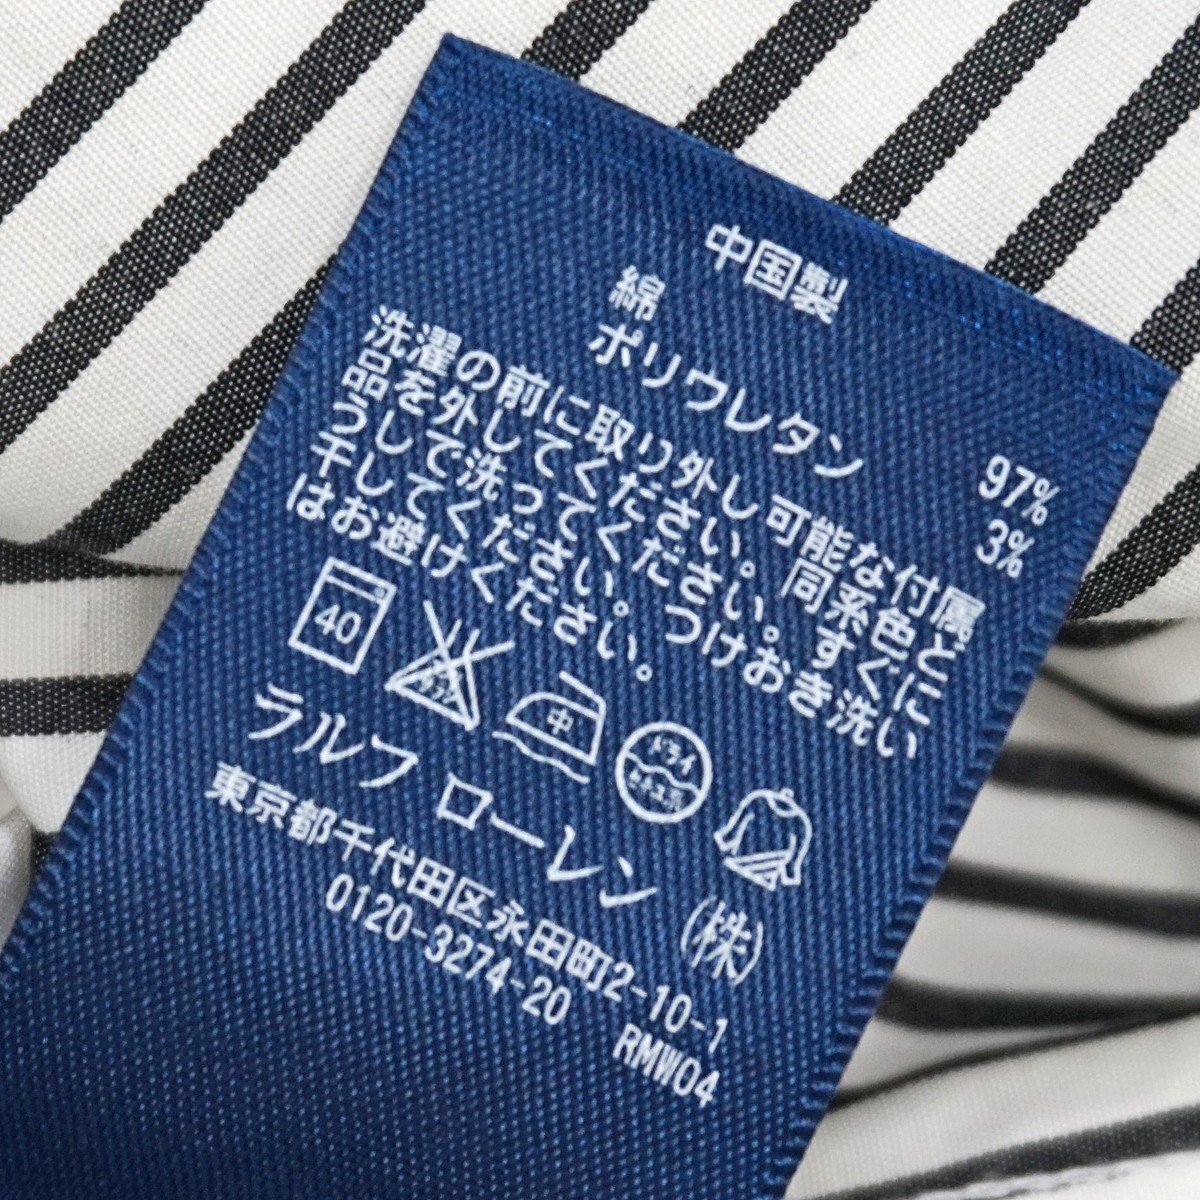 中国製
綿 97%
ポリウレタン 3%
洗濯の前に取り外し可能な付属
品を外してください。同系色と
うしで洗ってください。すぐに
干してください。つけおき洗い
はお避けください。
40
中
ドライ
セキユ系
ラルフ ローレン (株)
東京都千代田区永田町2-10-1
0120-3274-20 RMW04